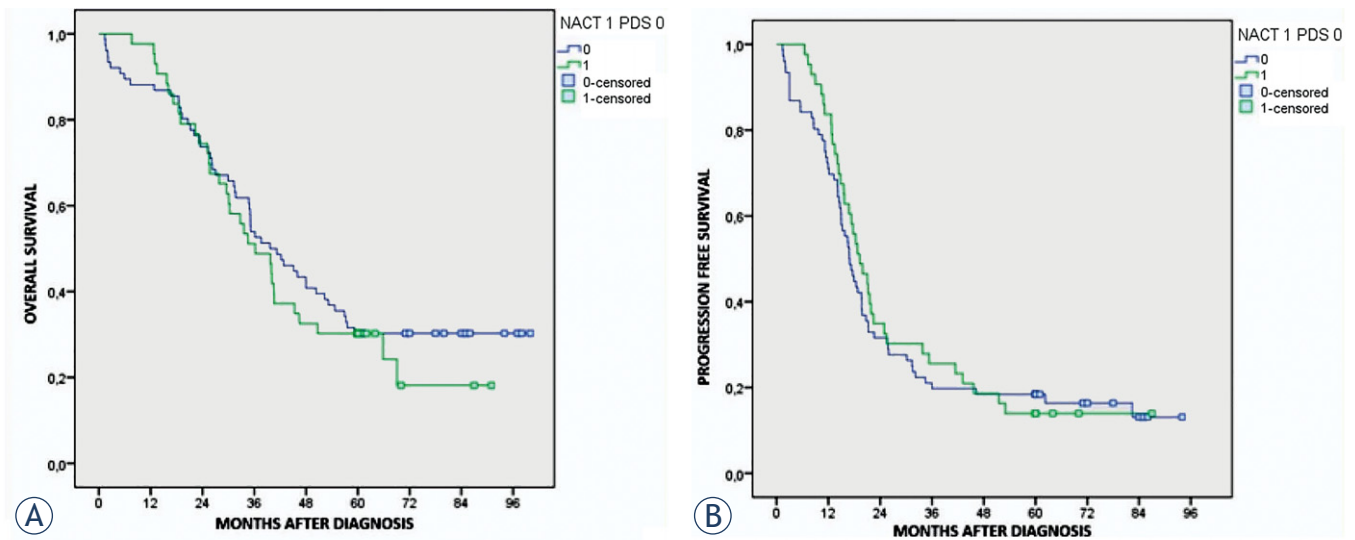 NACT 1 PDS 0
0
1
0-censored
1-censored
1,0
0,8
0,6
0,4
0,2
0,0
OVERALL SURVIVAL
0 12 24 36 48 60 72 84 96
MONTHS AFTER DIAGNOSIS
A
NACT 1 PDS 0
0
1
0-censored
1-censored
1,0
0,8
0,6
0,4
0,2
0,0
PROGRESSION FREE SURVIVAL
0 12 24 36 48 60 72 84 96
MONTHS AFTER DIAGNOSIS
B